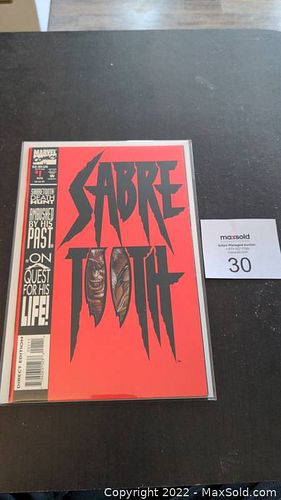 MARVEL
COMICS
#1
SABRETOOTH
DEATH
HUNT
AMBUSHED
BY HIS
PAST.
ON A
QUEST
FOR HIS
LIFE!
DIRECT EDITION
SABRE
TOOTH
maxsold
30
Copyright © 2022 - MaxSold.com